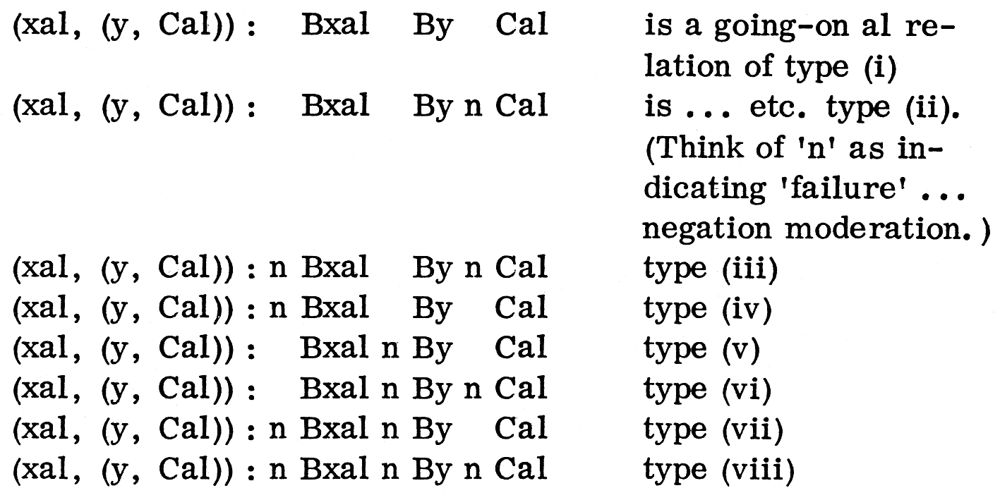 (xal, (y, Cal)) : Bxal By Cal is a going-on al re-
lation of type (i)
(xal, (y, Cal)) : Bxal By n Cal is ... etc. type (ii).
(Think of 'n' as in-
dicating 'failure' ...
negation moderation. )
(xal, (y, Cal)) : n Bxal By n Cal type (iii)
(xal, (y, Cal)) : n Bxal By Cal type (iv)
(xal, (y, Cal)) : Bxal n By Cal type (v)
(xal, (y, Cal)) : Bxal n By n Cal type (vi)
(xal, (y, Cal)) : n Bxal n By Cal type (vii)
(xal, (y, Cal)) : n Bxal n By n Cal type (viii)